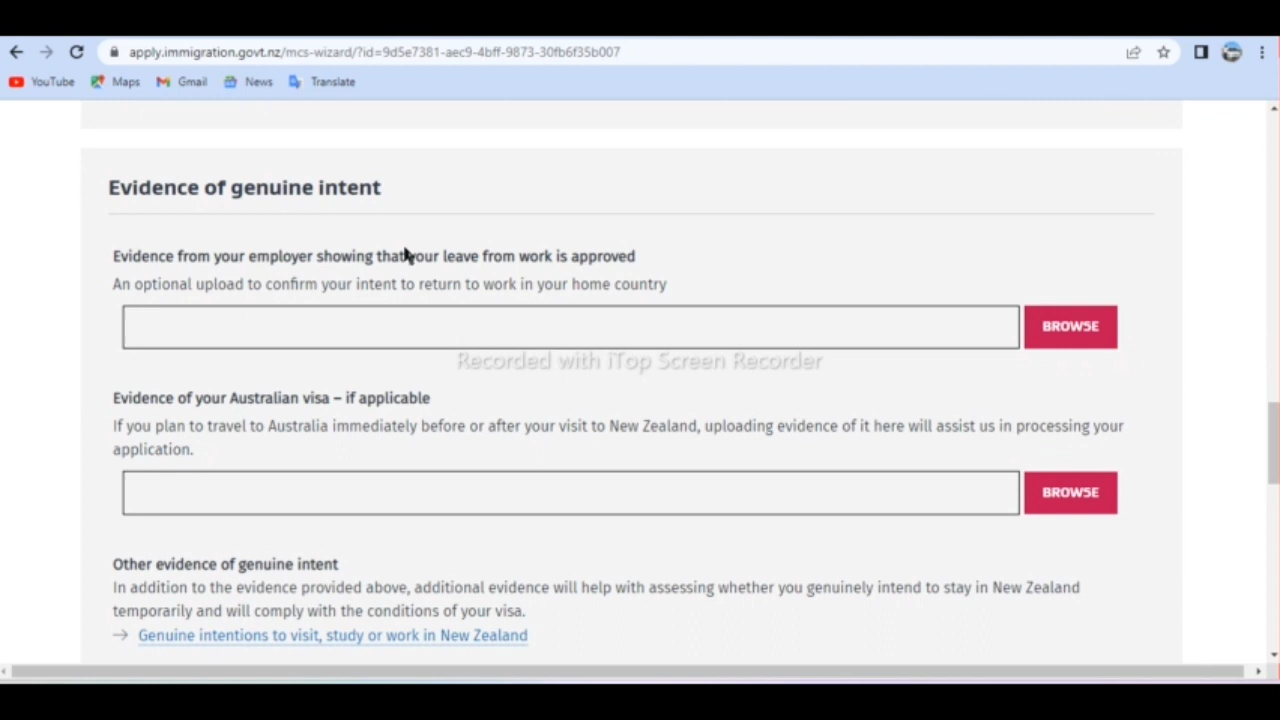 apply.immigration.govt.nz/mcs-wizard/?id=9d5e7381-aec9-4bff-9873-30fb6f35b007
YouTube Maps Gmail News Translate
Evidence of genuine intent
Evidence from your employer showing that your leave from work is approved
An optional upload to confirm your intent to return to work in your home country
BROWSE
Recorded with iTop Screen Recorder
Evidence of your Australian visa – if applicable
If you plan to travel to Australia immediately before or after your visit to New Zealand, uploading evidence of it here will assist us in processing your
application.
BROWSE
Other evidence of genuine intent
In addition to the evidence provided above, additional evidence will help with assessing whether you genuinely intend to stay in New Zealand
temporarily and will comply with the conditions of your visa.
→ Genuine intentions to visit, study or work in New Zealand